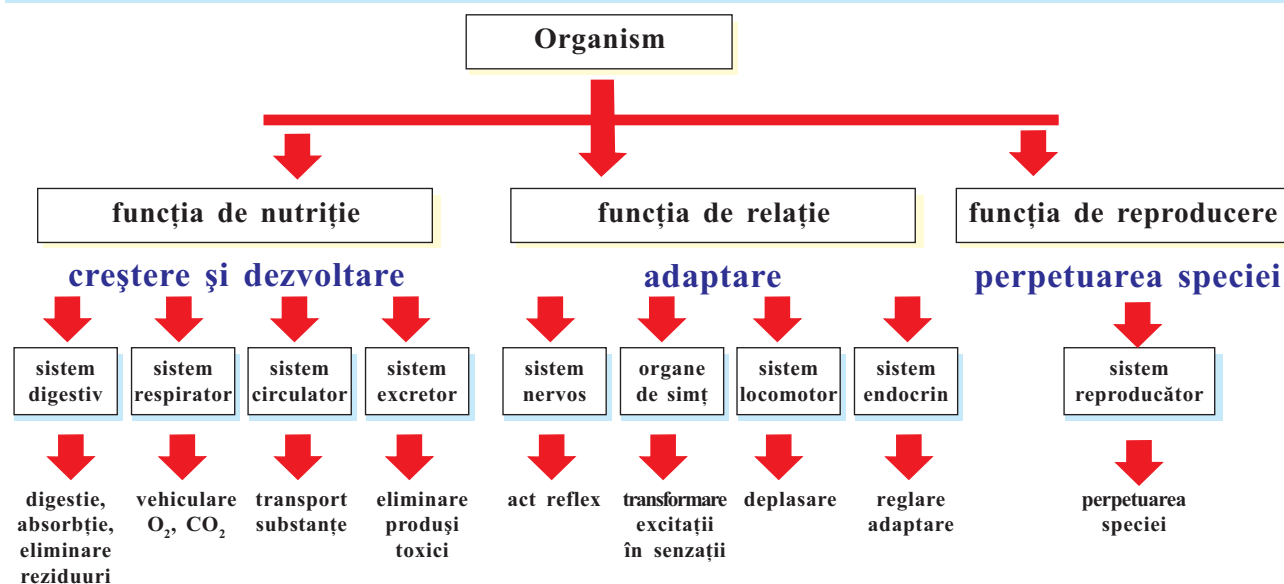 Organism
funcția de nutriție
funcția de relație
funcția de reproducere
creştere şi dezvoltare
adaptare
perpetuarea speciei
sistem
digestiv
sistem
respirator
sistem
circulator
sistem
excretor
sistem
nervos
organe
de simț
sistem
locomotor
sistem
endocrin
sistem
reproducător
digestie,
absorbție,
eliminare
reziduuri
vehiculare
O₂, CO₂
transport
substanțe
eliminare
produşi
toxici
act reflex
transformare
excitații
în senzații
deplasare
reglare
adaptare
perpetuarea
speciei